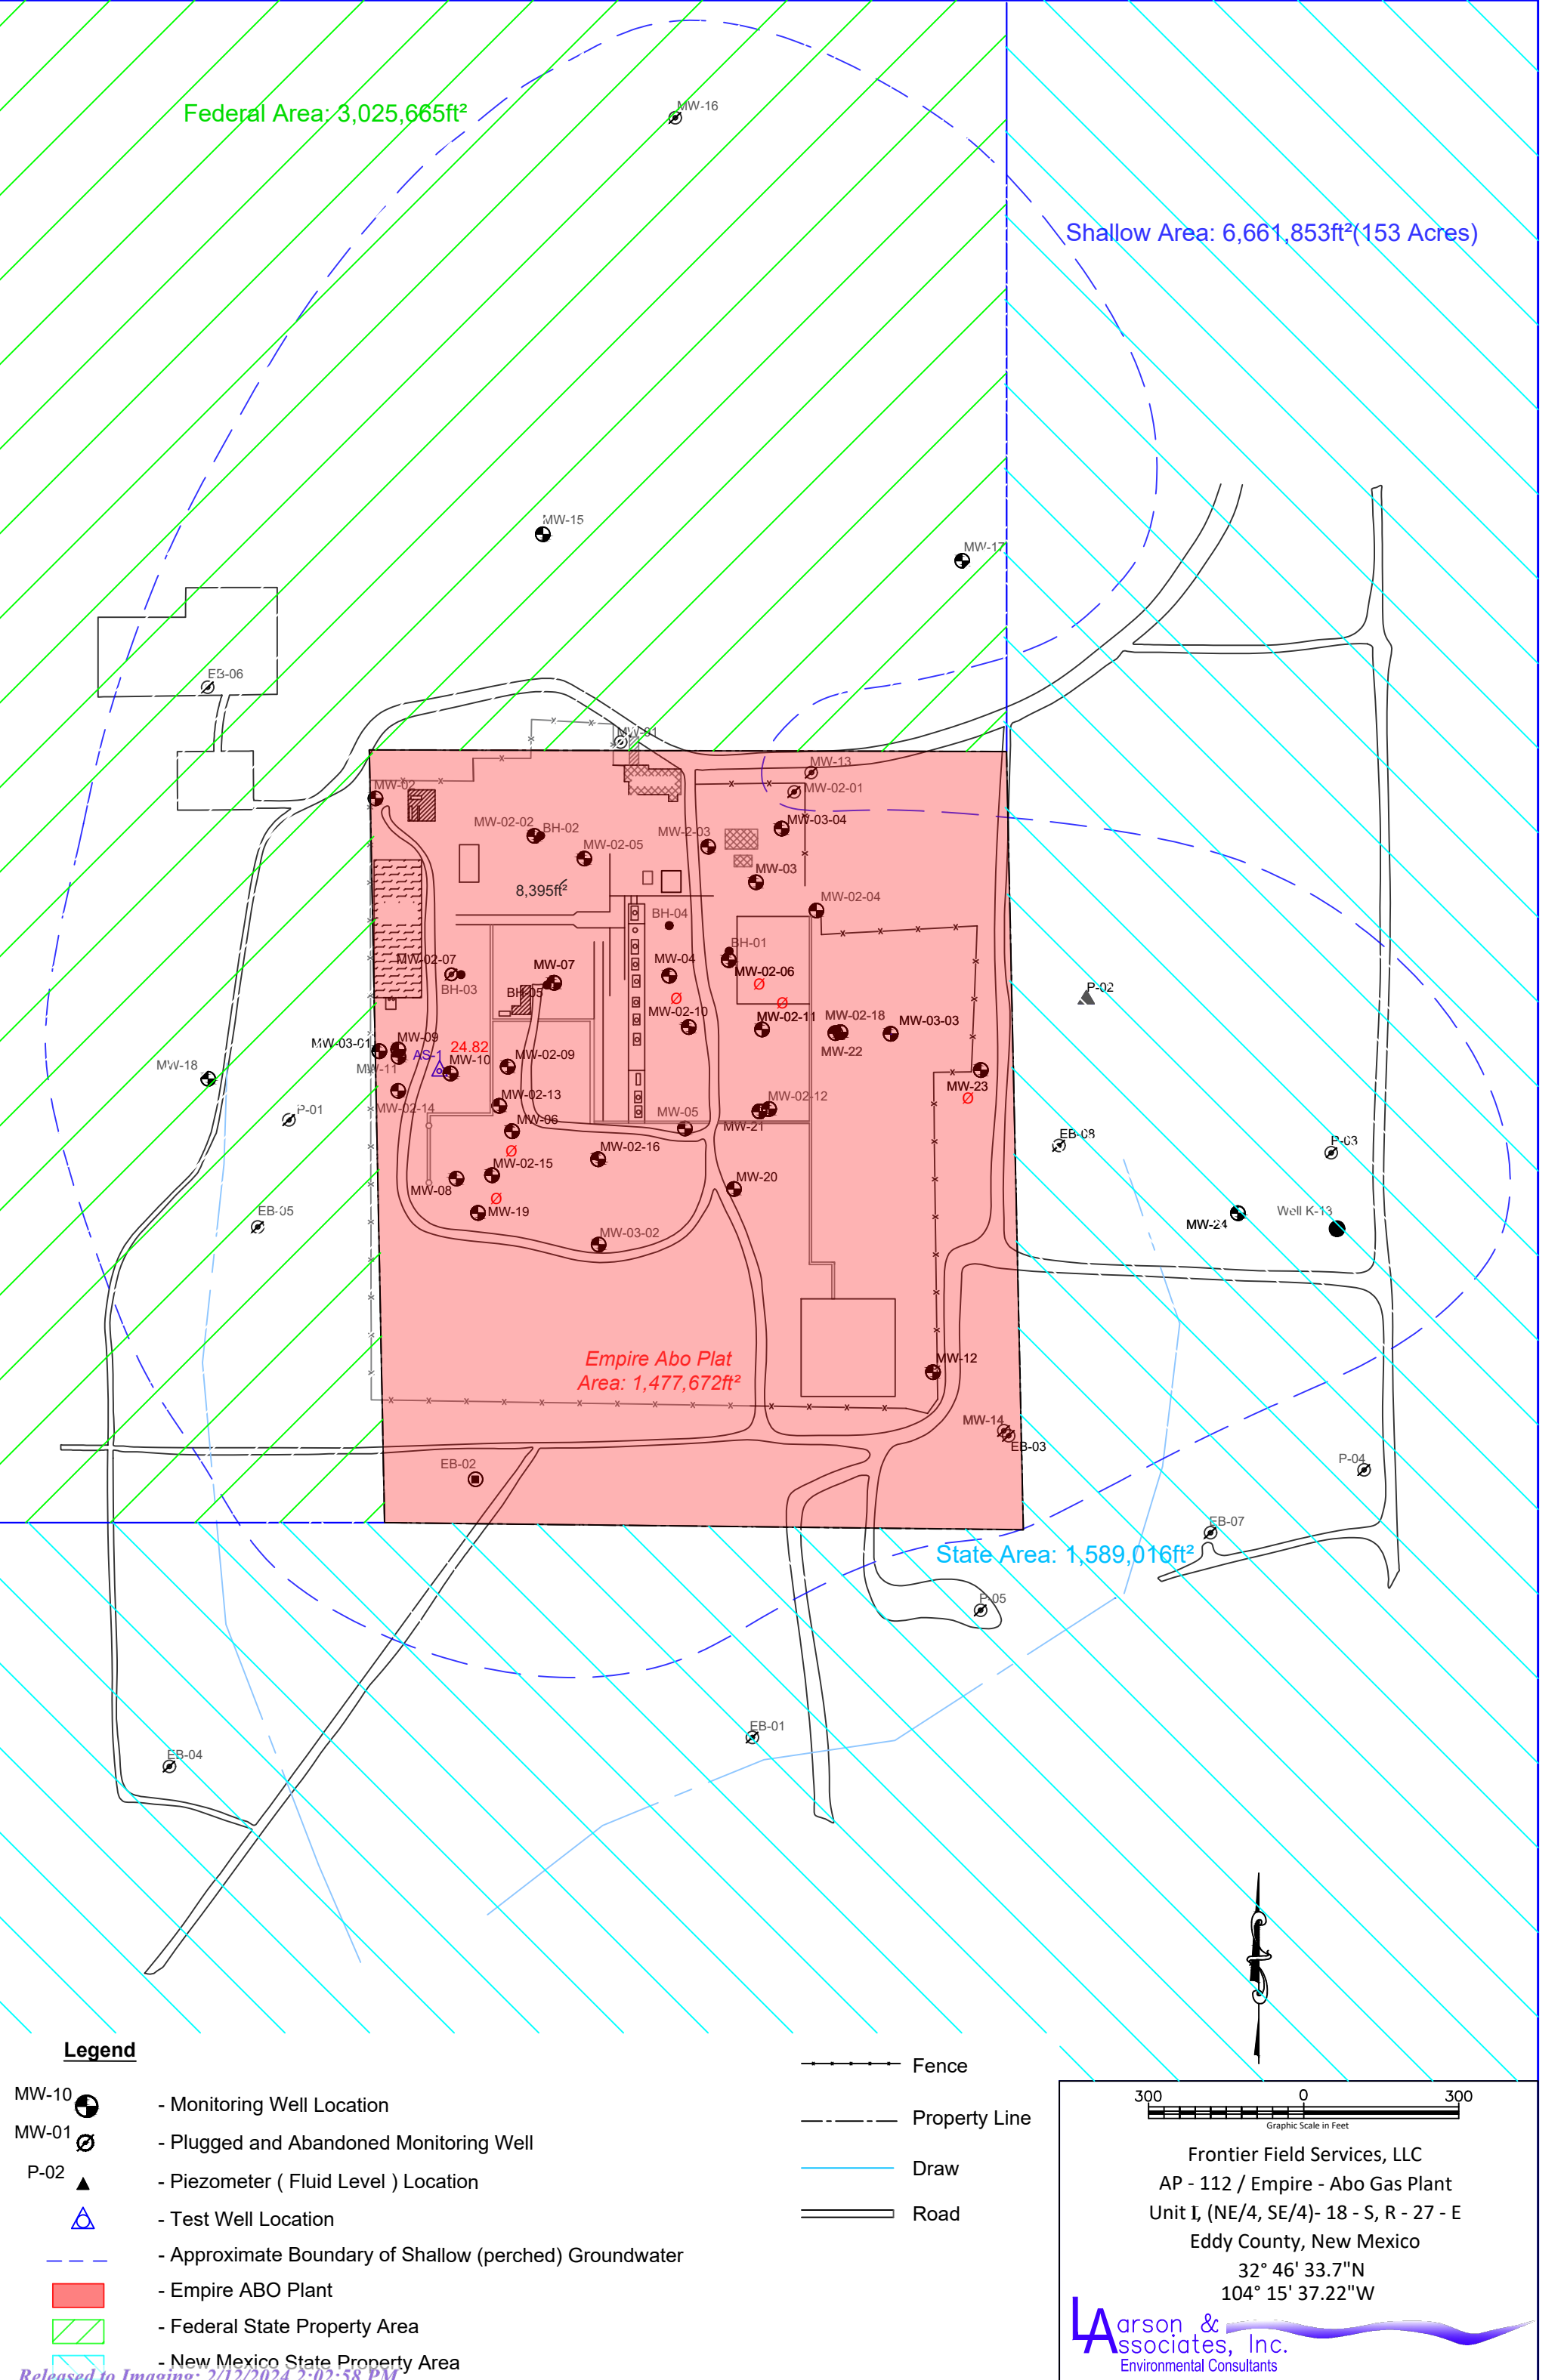 Federal Area: 3,025,665ft²
MW-16
Shallow Area: 6,661,853ft²(153 Acres)
MW-15
MW-17
EB-06
MW-01
MW-13
MW-02
MW-02-01
MW-02-02
BH-02
MW-2-03
MW-03-04
MW-02-05
MW-03
8,395ft²
MW-02-04
BH-04
BH-01
MW-02-07
MW-07
MW-04
MW-02-06
BH-03
BH-05
Ø
Ø
Ø
P-02
MW-02-10
MW-02-11
MW-02-18
MW-03-03
MW-22
MW-03-01
MW-09
24.82
AS-1
MW-10
MW-02-09
MW-11
MW-18
MW-23
Ø
MW-02-13
MW-02-14
MW-02-12
P-01
MW-06
MW-05
MW-21
EB-08
P-03
Ø
MW-02-16
MW-02-15
MW-08
MW-20
Ø
MW-19
EB-05
MW-03-02
MW-24
Well K-13
Empire Abo Plat
Area: 1,477,672ft²
MW-12
MW-14
EB-03
EB-02
P-04
EB-07
State Area: 1,589,016ft²
P-05
EB-01
EB-04
Legend
MW-10
- Monitoring Well Location
MW-01
- Plugged and Abandoned Monitoring Well
P-02
- Piezometer ( Fluid Level ) Location
- Test Well Location
- Approximate Boundary of Shallow (perched) Groundwater
- Empire ABO Plant
- Federal State Property Area
- New Mexico State Property Area
Fence
Property Line
Draw
Road
300 0 300
Graphic Scale in Feet
Frontier Field Services, LLC
AP - 112 / Empire - Abo Gas Plant
Unit I, (NE/4, SE/4)- 18 - S, R - 27 - E
Eddy County, New Mexico
32° 46' 33.7"N
104° 15' 37.22"W
Larson &
Associates, Inc.
Environmental Consultants
Released to Imaging: 2/12/2024 2:02:58 PM